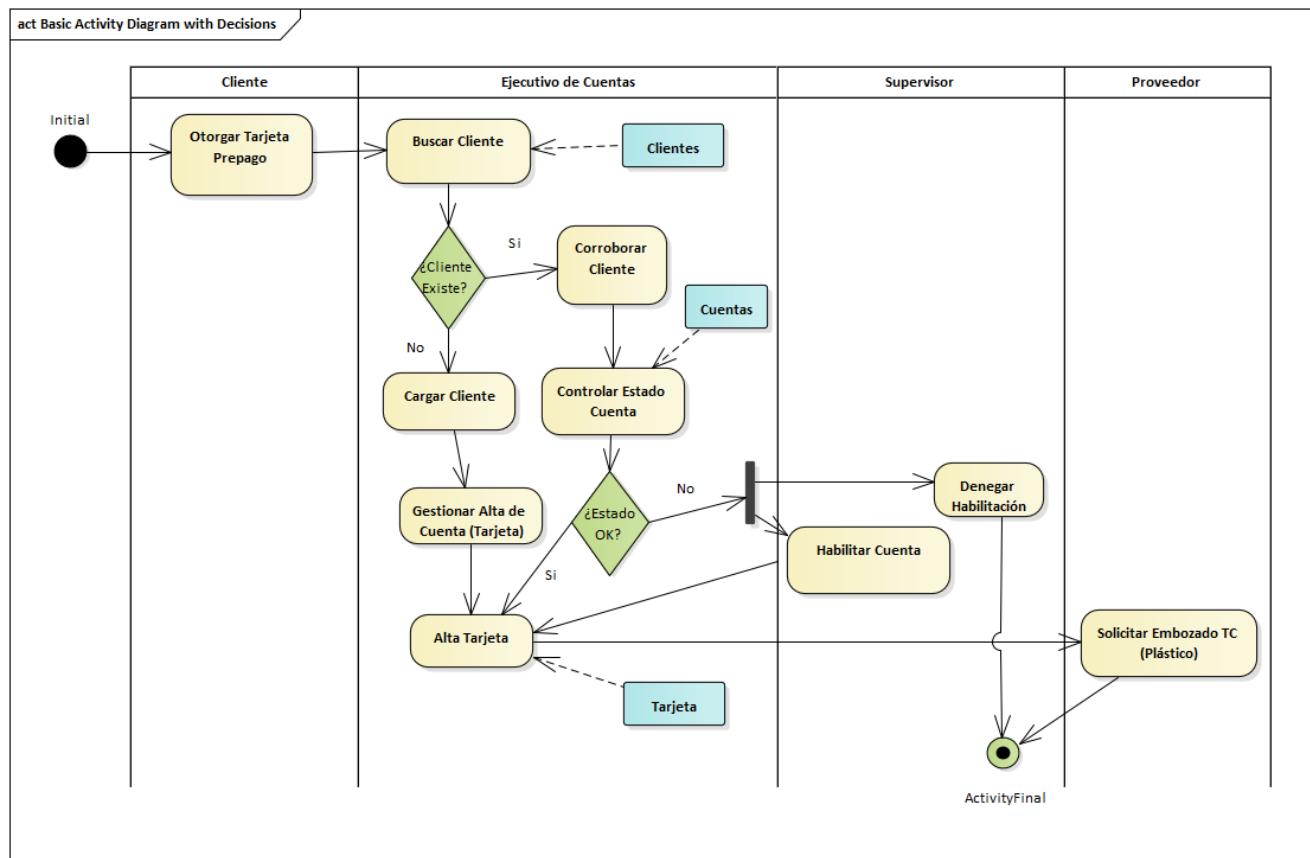 act Basic Activity Diagram with Decisions
Cliente
Ejecutivo de Cuentas
Supervisor
Proveedor
Initial
Otorgar Tarjeta
Prepago
Buscar Cliente
Clientes
¿Cliente
Existe?
Si
Corroborar
Cliente
Cuentas
No
Cargar Cliente
Controlar Estado
Cuenta
Gestionar Alta de
Cuenta (Tarjeta)
¿Estado
OK?
No
Denegar
Habilitación
Habilitar Cuenta
Si
Alta Tarjeta
Solicitar Embozado TC
(Plástico)
Tarjeta
ActivityFinal